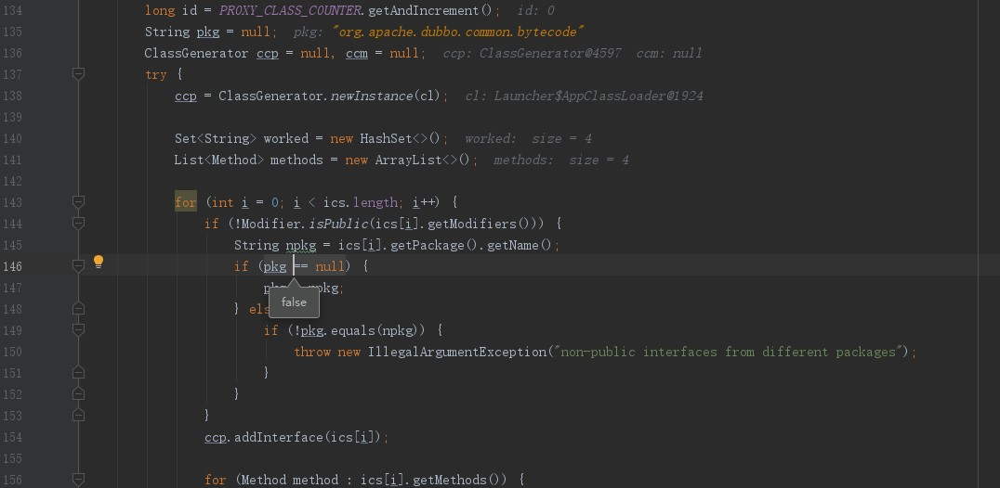 134 long id = PROXY_CLASS_COUNTER.getAndIncrement(); id: 0
135 String pkg = null; pkg: "org.apache.dubbo.common.bytecode"
136 ClassGenerator ccp = null, ccm = null; ccp: ClassGenerator@4597 ccm: null
137 try {
138 ccp = ClassGenerator.newInstance(cl); cl: Launcher$AppClassLoader@1924
139
140 Set<String> worked = new HashSet<>(); worked: size = 4
141 List<Method> methods = new ArrayList<>(); methods: size = 4
142
143 for (int i = 0; i < ics.length; i++) {
144 if (!Modifier.isPublic(ics[i].getModifiers())) {
145 String npkg = ics[i].getPackage().getName();
146 if (pkg == null) {
147 npkg;
false
148 } els
149 if (!pkg.equals(npkg)) {
150 throw new IllegalArgumentException("non-public interfaces from different packages");
151 }
152 }
153 }
154 ccp.addInterface(ics[i]);
155
156 for (Method method : ics[i].getMethods()) {